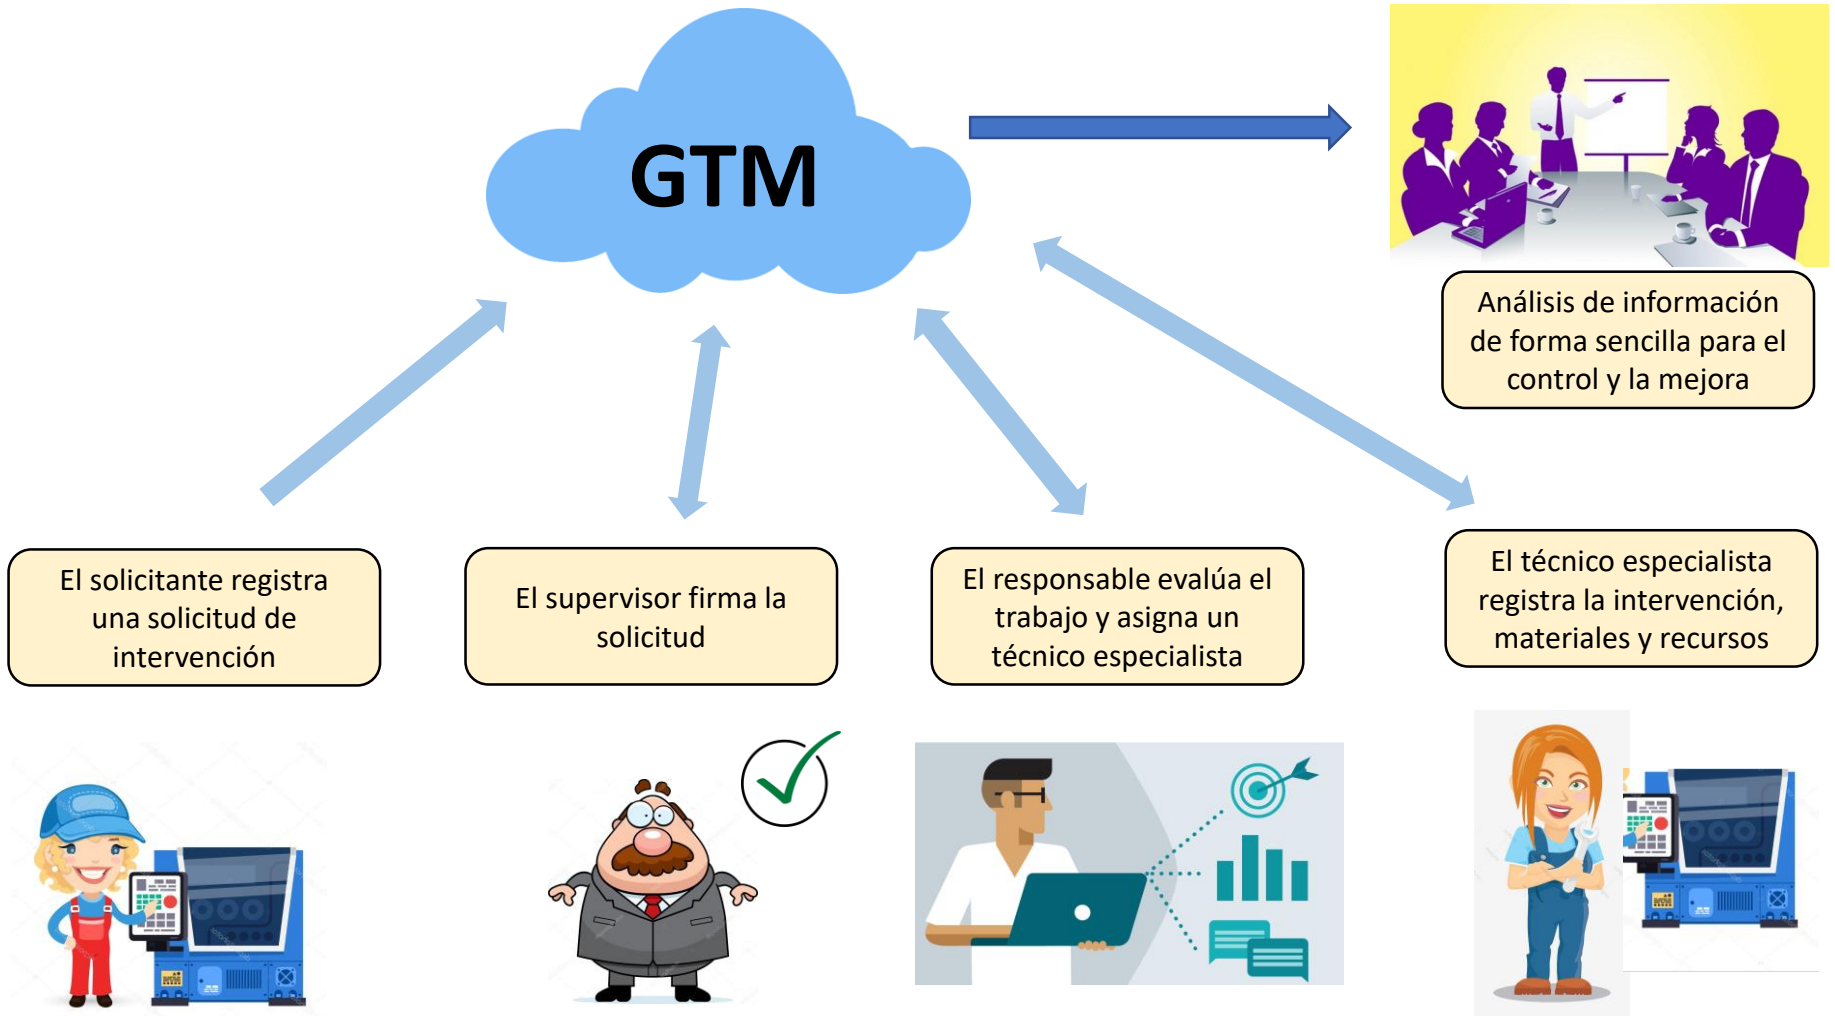 GTM
Análisis de información
de forma sencilla para el
control y la mejora
El solicitante registra
una solicitud de
intervención
El supervisor firma la
solicitud
El responsable evalúa el
trabajo y asigna un
técnico especialista
El técnico especialista
registra la intervención,
materiales y recursos